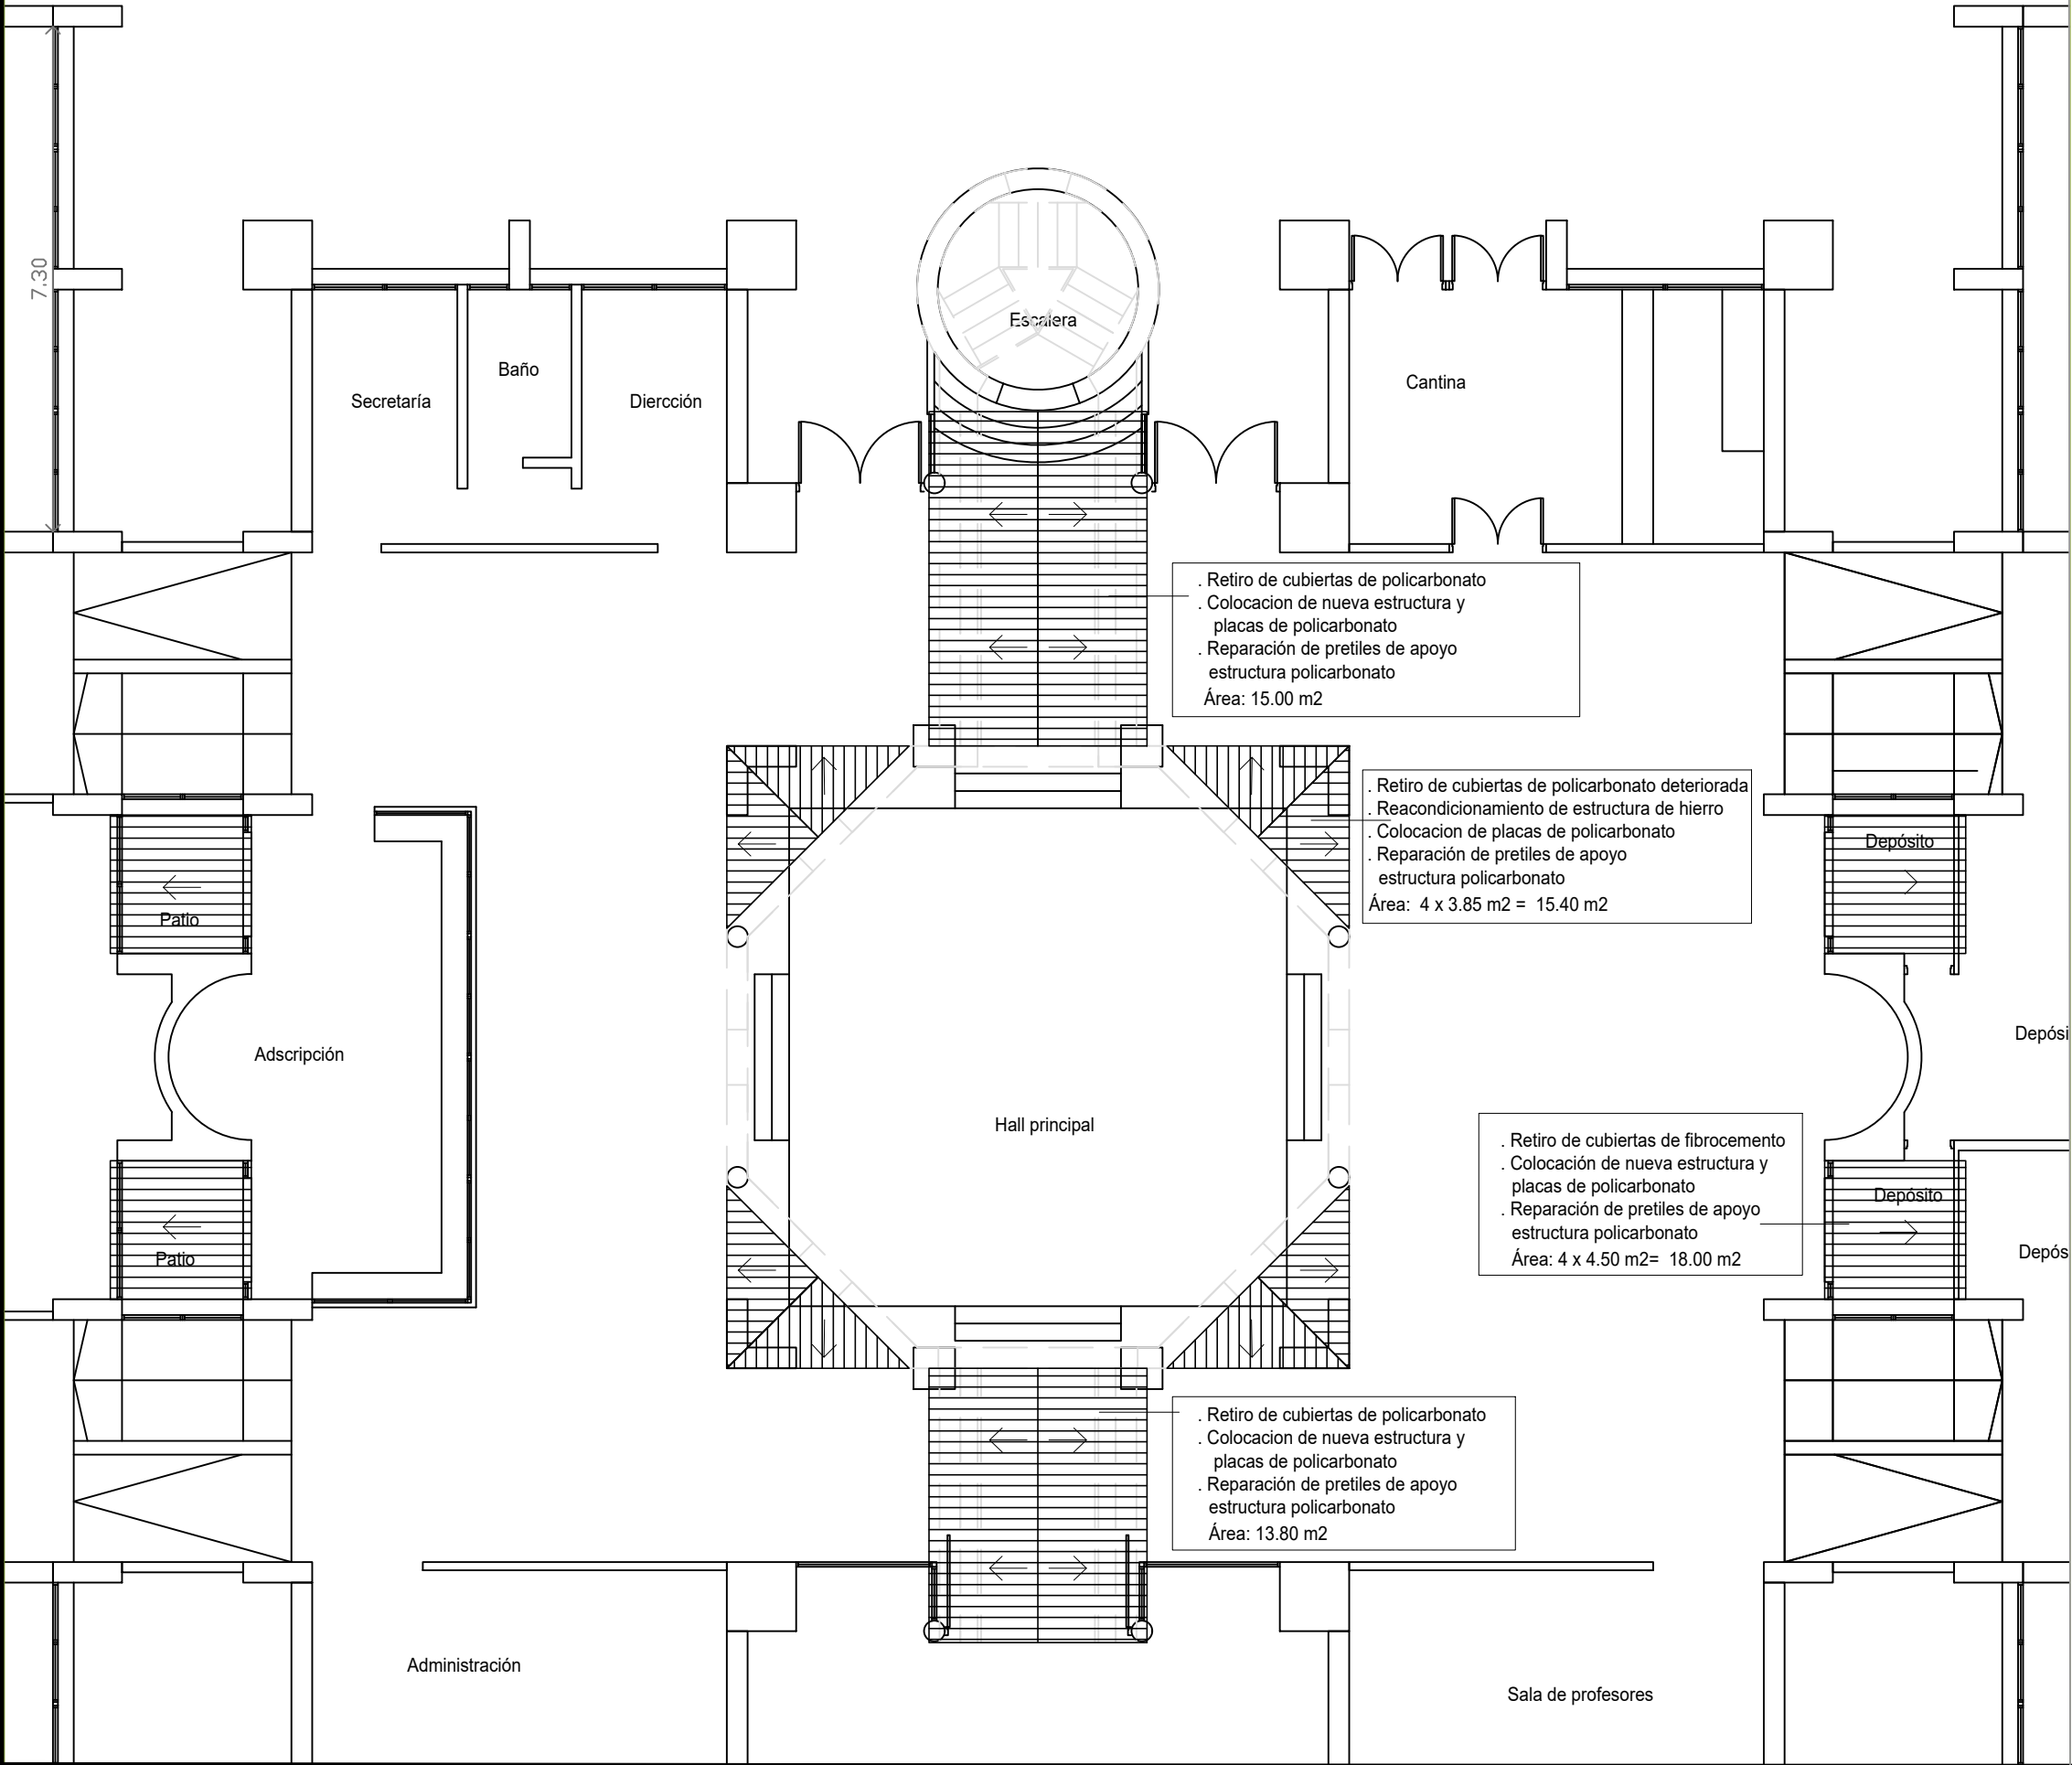 7.30
Escalera
Baño
Secretaría
Diercción
Cantina
. Retiro de cubiertas de policarbonato
. Colocacion de nueva estructura y
placas de policarbonato
. Reparación de pretiles de apoyo
estructura policarbonato
Área: 15.00 m2
. Retiro de cubiertas de policarbonato deteriorada
. Reacondicionamiento de estructura de hierro
. Colocacion de placas de policarbonato
. Reparación de pretiles de apoyo
estructura policarbonato
Área: 4 x 3.85 m2 = 15.40 m2
Depósito
Patio
Adscripción
Depósi
Hall principal
. Retiro de cubiertas de fibrocemento
. Colocación de nueva estructura y
placas de policarbonato
. Reparación de pretiles de apoyo
estructura policarbonato
Área: 4 x 4.50 m2= 18.00 m2
Depósito
Depós
Patio
. Retiro de cubiertas de policarbonato
. Colocacion de nueva estructura y
placas de policarbonato
. Reparación de pretiles de apoyo
estructura policarbonato
Área: 13.80 m2
Administración
Sala de profesores